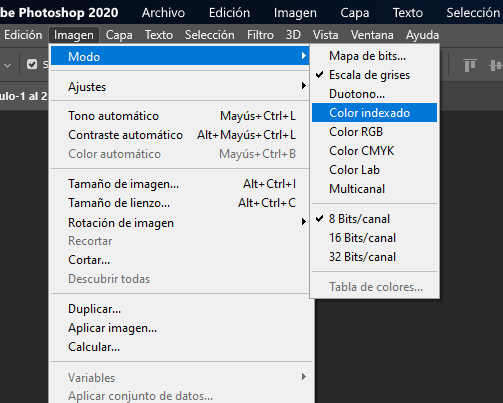 be Photoshop 2020 Archivo Edición Imagen Capa Texto Selección
Edición Imagen Capa Texto Selección Filtro 3D Vista Ventana Ayuda
Modo
Ajustes
Tono automático Mayús+Ctrl+L
Contraste automático Alt+Mayús+Ctrl+L
Color automático Mayús+Ctrl+B
Tamaño de imagen... Alt+Ctrl+I
Tamaño de lienzo... Alt+Ctrl+C
Rotación de imagen
Recortar
Cortar...
Descubrir todas
Duplicar...
Aplicar imagen...
Calcular...
Variables
Aplicar conjunto de datos...
Mapa de bits...
Escala de grises
Duotono...
Color indexado
Color RGB
Color CMYK
Color Lab
Multicanal
8 Bits/canal
16 Bits/canal
32 Bits/canal
Tabla de colores...
S
ulo-1 al 2